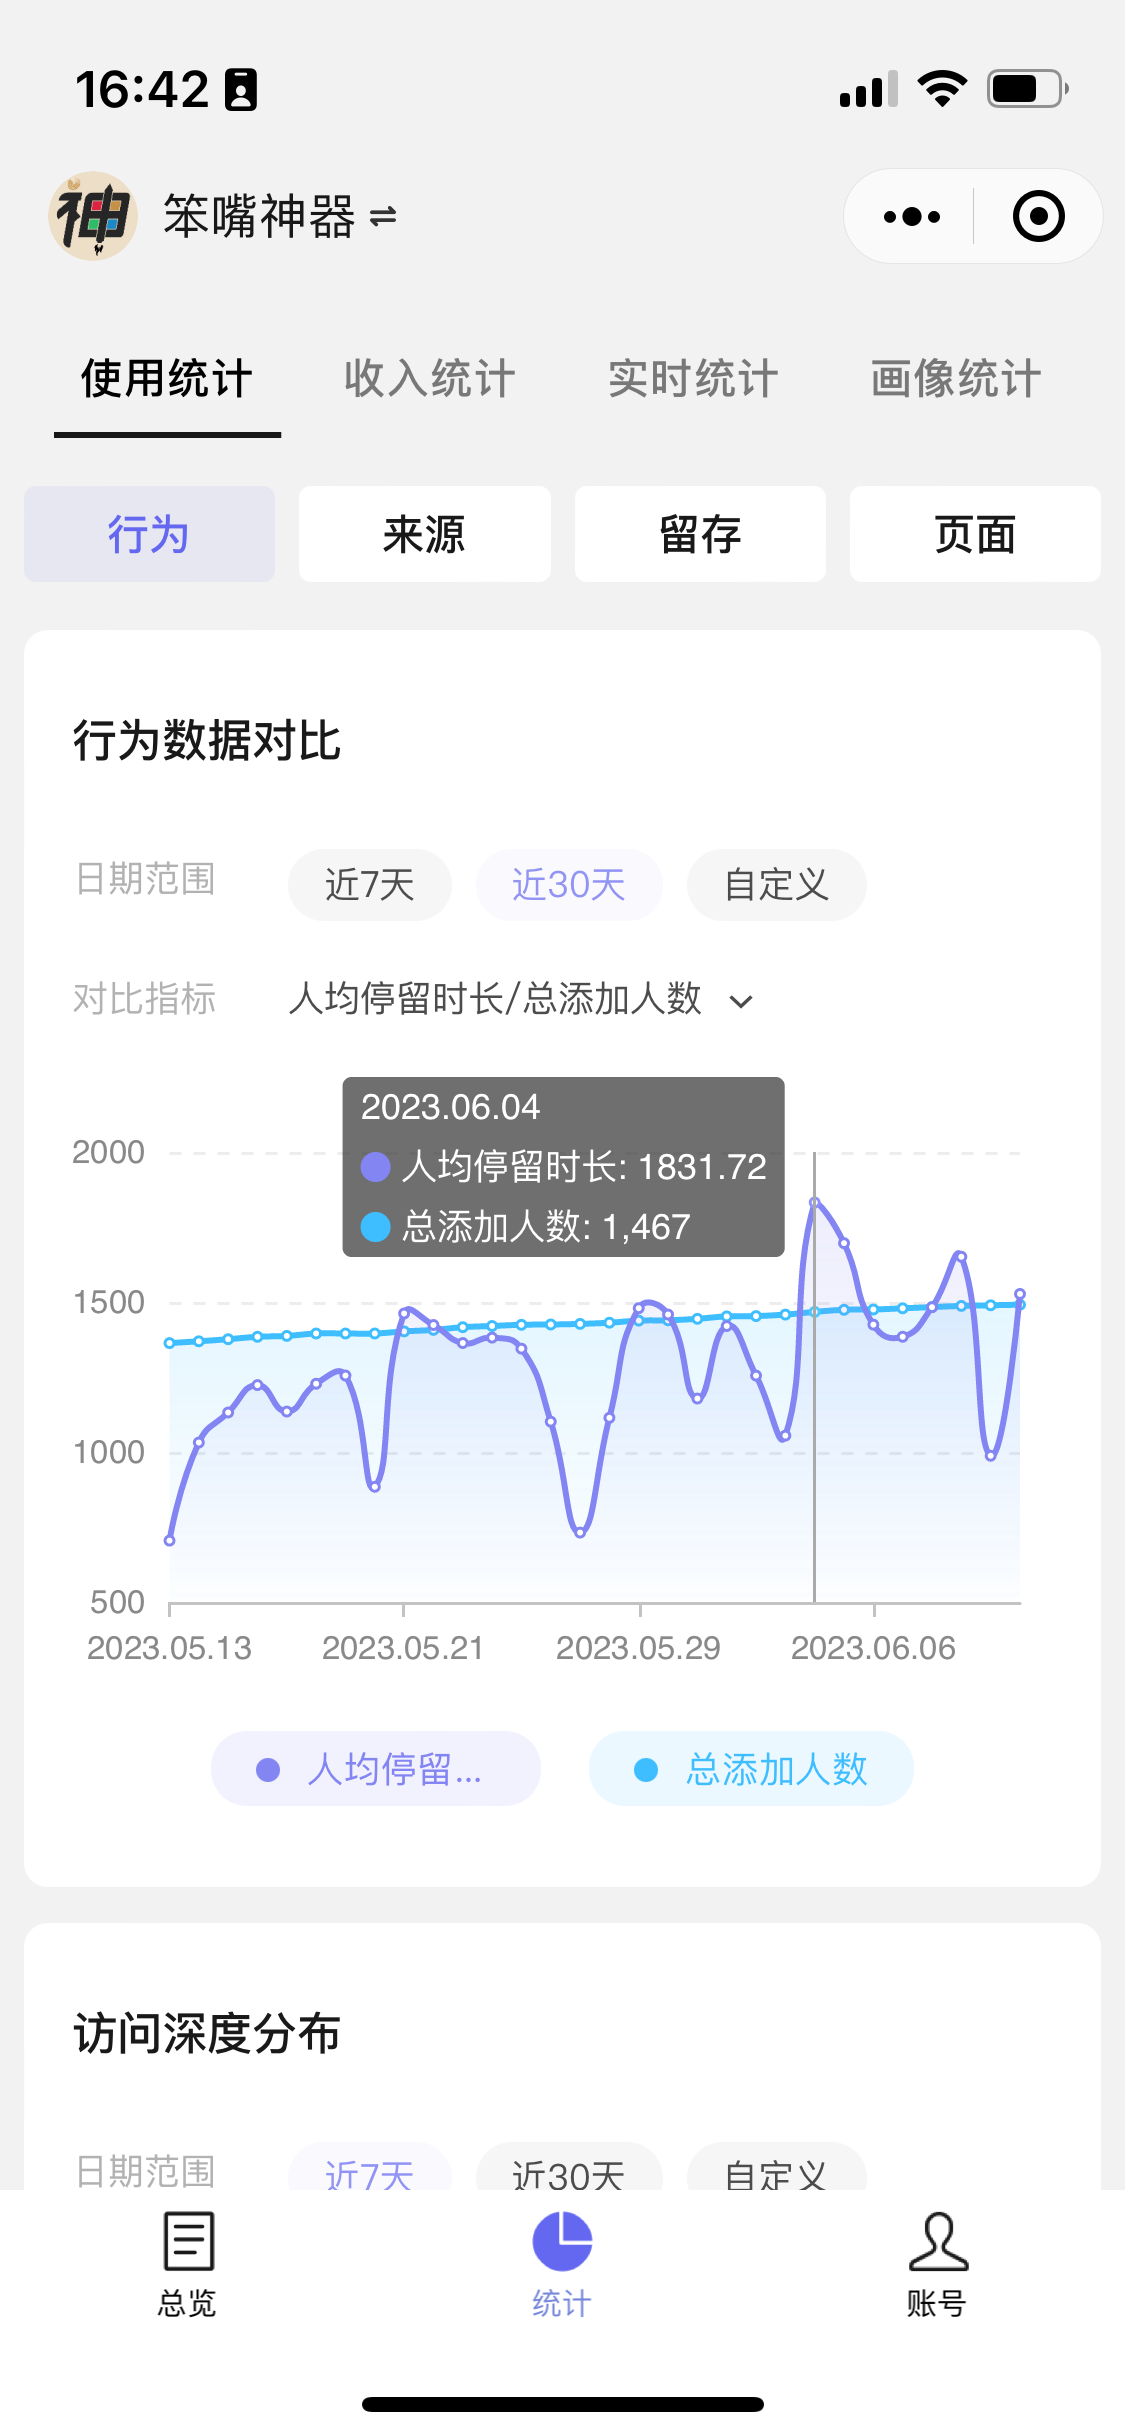 16:42
神
笨嘴神器
使用统计 收入统计 实时统计 画像统计
行为 来源 留存 页面
行为数据对比
日期范围 近7天 近30天 自定义
对比指标 人均停留时长/总添加人数
2023.06.04
人均停留时长: 1831.72
总添加人数: 1,467
2000
1500
1000
500
2023.05.13 2023.05.21 2023.05.29 2023.06.06
人均停留... 总添加人数
访问深度分布
日期范围 近7天 近30天 自定义
总览 统计 账号